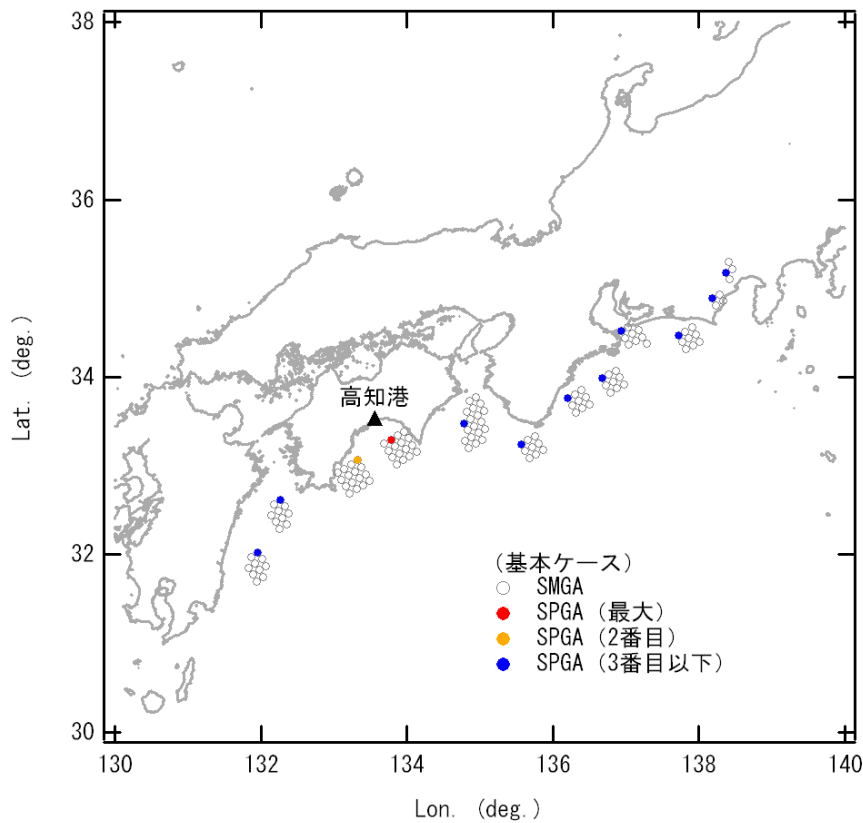 38
36
34
32
30
Lat. (deg.)
高知港
(基本ケース)
SMGA
SPGA (最大)
SPGA (2番目)
SPGA (3番目以下)
130 132 134 136 138 140
Lon. (deg.)